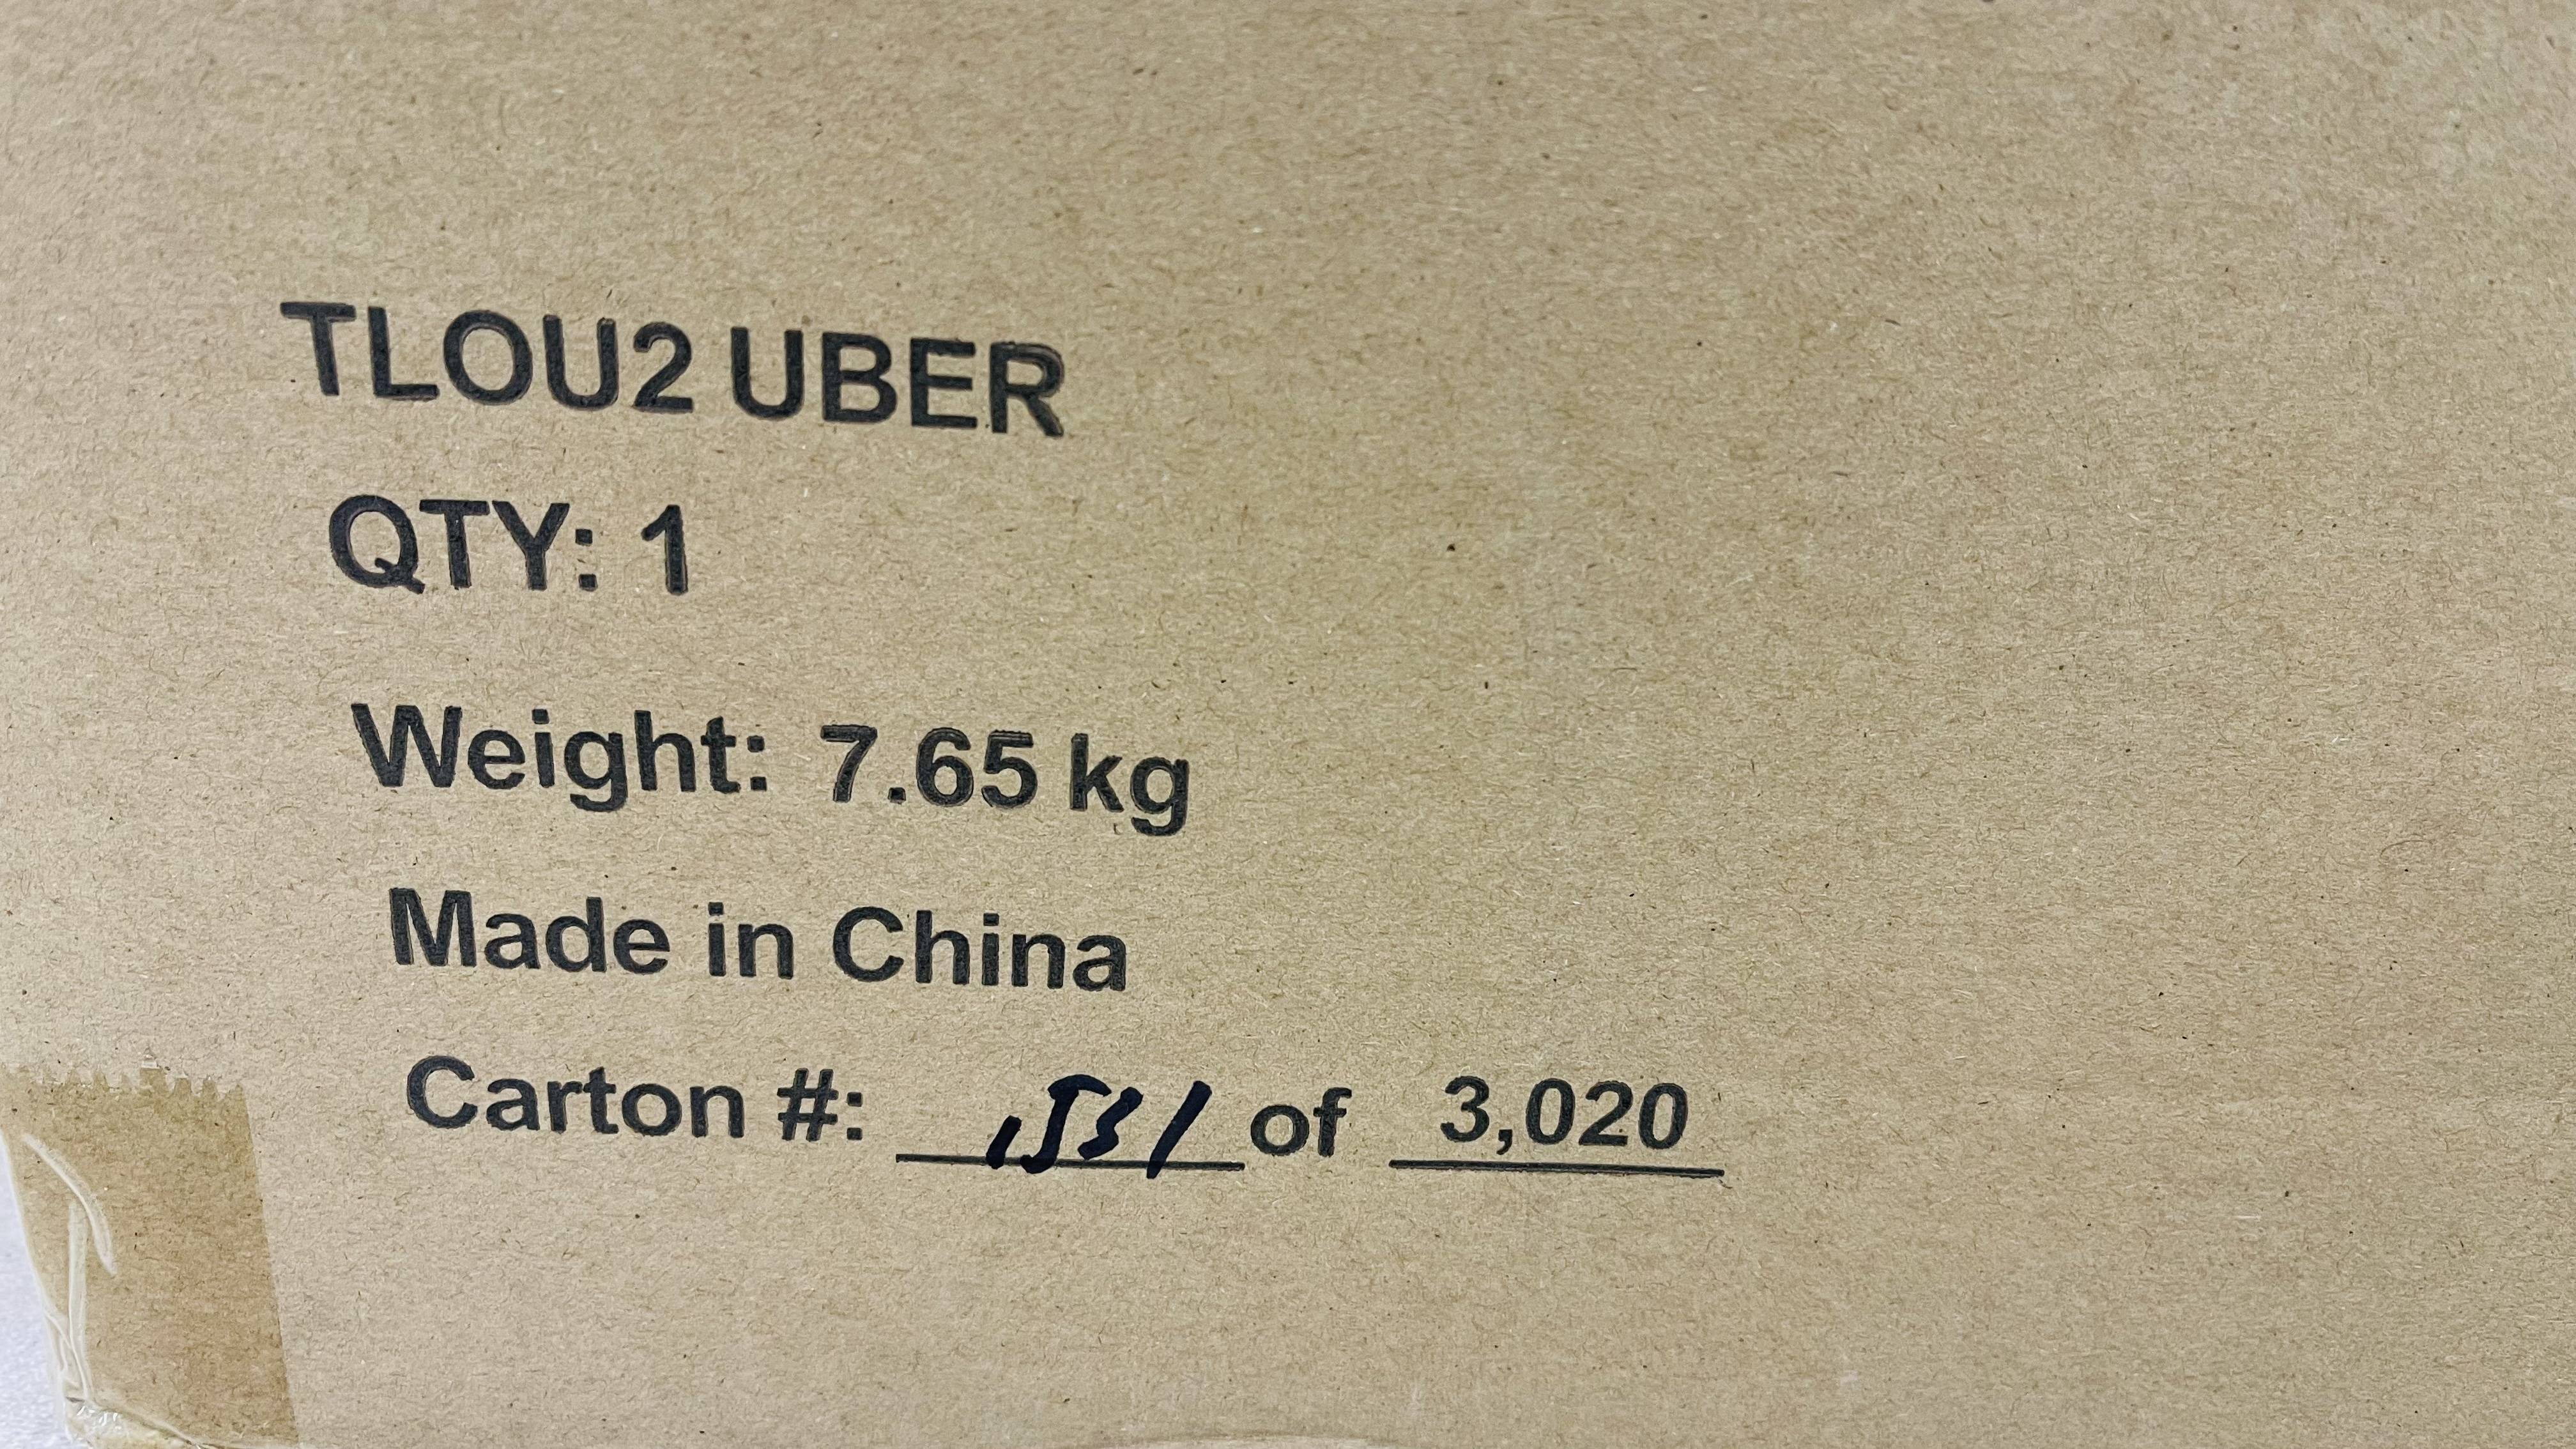 TLOU2 UBER
QTY: 1
Weight: 7.65 kg
Made in China
Carton #: 1531 of 3,020